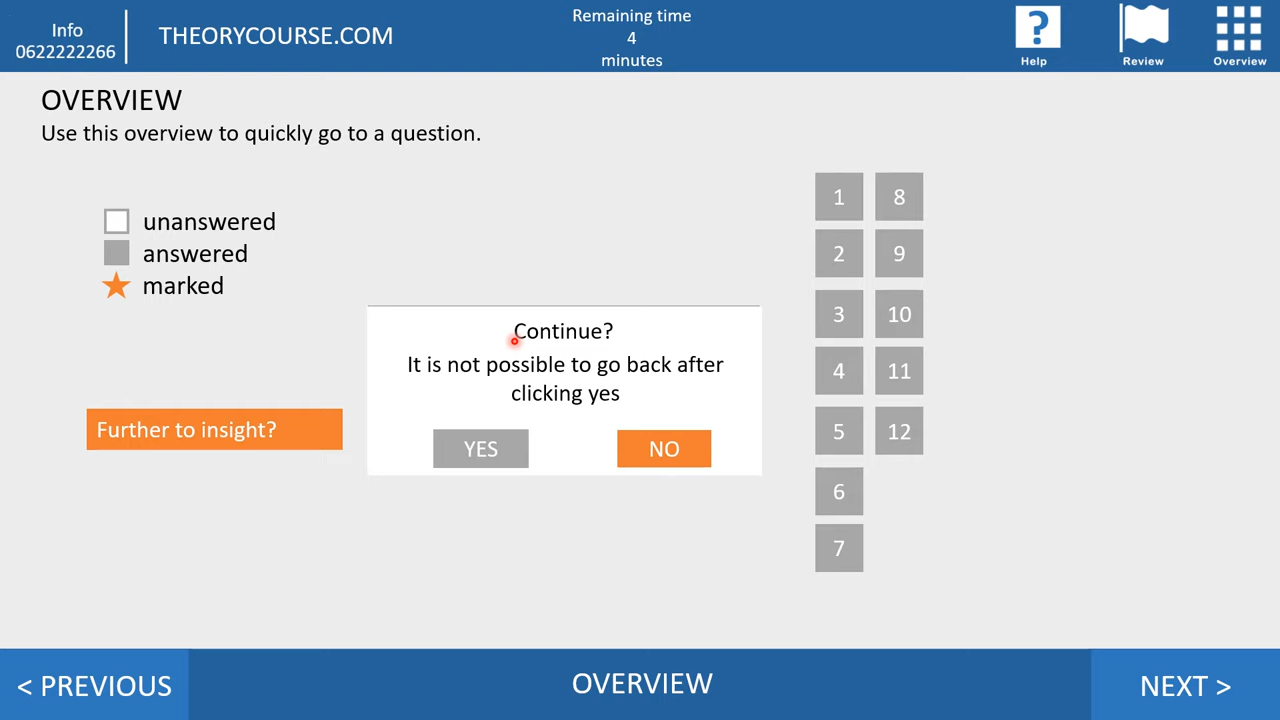 Info
0622222266
THEORYCOURSE.COM
Remaining time
4
minutes
?
Help
Review
Overview
OVERVIEW
Use this overview to quickly go to a question.
unanswered
answered
marked
Continue?
It is not possible to go back after
clicking yes
YES NO
Further to insight?
1 8
2 9
3 10
4 11
5 12
6
7
< PREVIOUS
OVERVIEW
NEXT >